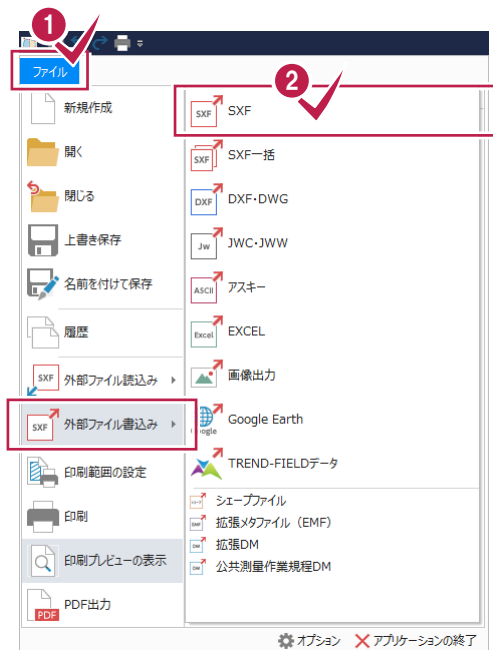 1
ファイル
2
新規作成
開く
閉じる
上書き保存
名前を付けて保存
履歴
SXF 外部ファイル読込み
SXF 外部ファイル書込み
印刷範囲の設定
印刷
印刷プレビューの表示
PDF PDF出力
SXF SXF
SXF SXF一括
DXF DXF・DWG
Jw JWC・JWW
ASCII アスキー
Excel EXCEL
画像出力
Google Earth
TREND-FIELDデータ
シェープファイル
拡張メタファイル（EMF）
拡張DM
公共測量作業規程DM
オプション アプリケーションの終了